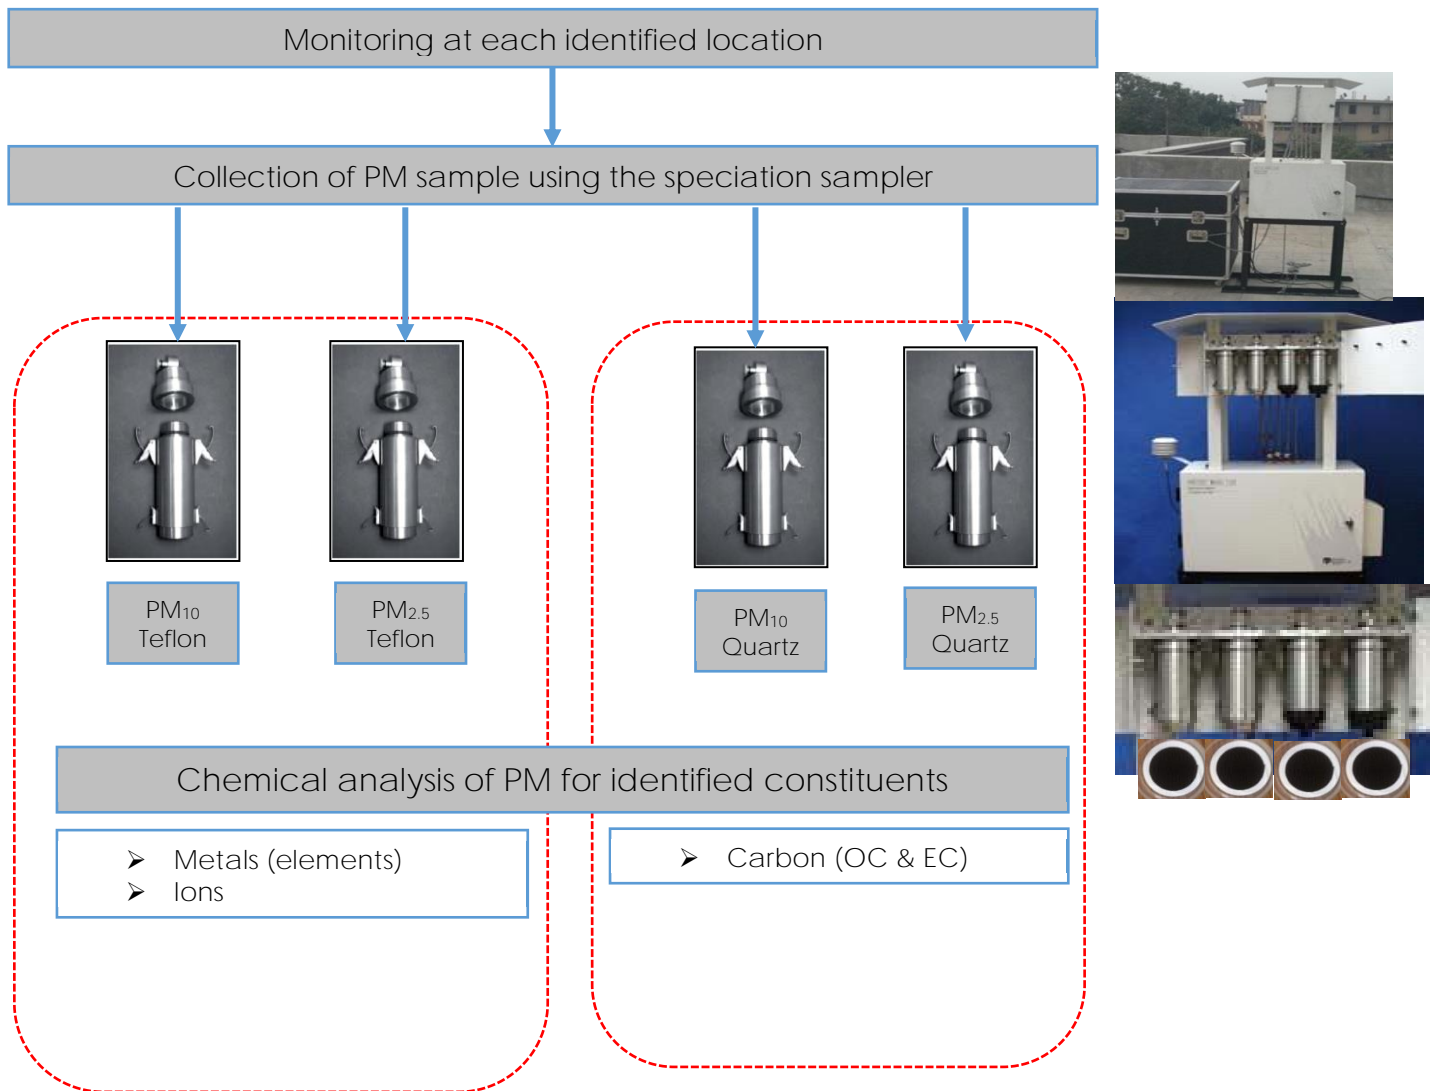 Monitoring at each identified location
Collection of PM sample using the speciation sampler
PM10
Teflon
PM2.5
Teflon
PM10
Quartz
PM2.5
Quartz
Chemical analysis of PM for identified constituents
➢ Metals (elements)
➢ Ions
➢ Carbon (OC & EC)